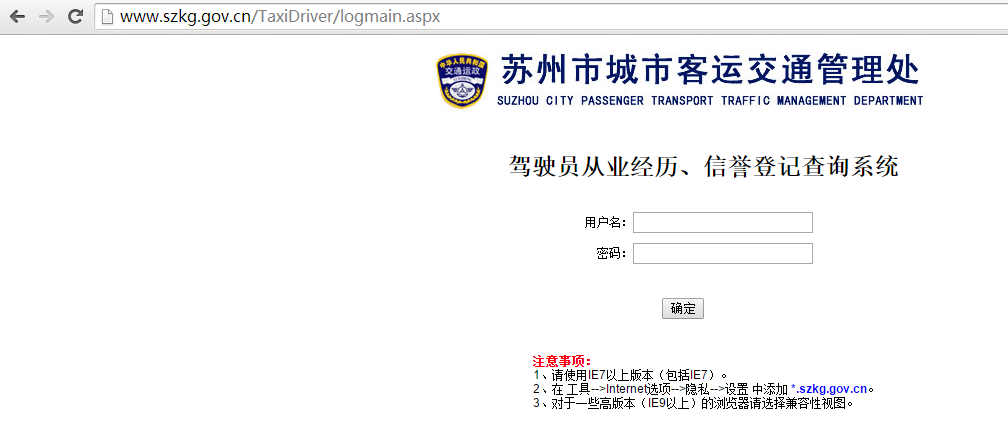 www.szkg.gov.cn/TaxiDriver/logmain.aspx
苏州市城市客运交通管理处
中华人民共和国
交通运政
SUZHOU CITY PASSENGER TRANSPORT TRAFFIC MANAGEMENT DEPARTMENT
驾驶员从业经历、信誉登记查询系统
用户名：
密码：
确定
注意事项：
1、请使用IE7以上版本（包括IE7）。
2、在 工具-->Internet选项-->隐私-->设置 中添加 *.szkg.gov.cn。
3、对于一些高版本（IE9以上）的浏览器请选择兼容性视图。